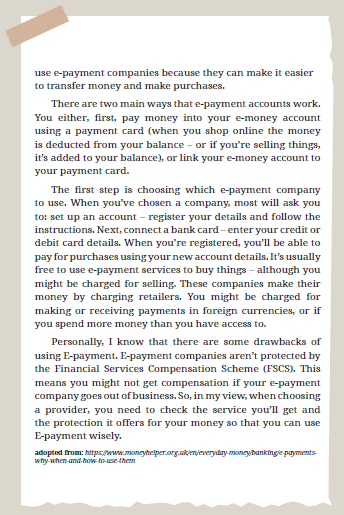 use e-payment companies because they can make it easier
to transfer money and make purchases.
There are two main ways that e-payment accounts work.
You either, first, pay money into your e-money account
using a payment card (when you shop online the money
is deducted from your balance – or if you're selling things,
it's added to your balance), or link your e-money account to
your payment card.
The first step is choosing which e-payment company
to use. When you've chosen a company, most will ask you
to: set up an account – register your details and follow the
instructions. Next, connect a bank card – enter your credit or
debit card details. When you're registered, you'll be able to
pay for purchases using your new account details. It's usually
free to use e-payment services to buy things – although you
might be charged for selling. These companies make their
money by charging retailers. You might be charged for
making or receiving payments in foreign currencies, or if
you spend more money than you have access to.
Personally, I know that there are some drawbacks of
using E-payment. E-payment companies aren't protected by
the Financial Services Compensation Scheme (FSCS). This
means you might not get compensation if your e-payment
company goes out of business. So, in my view, when choosing
a provider, you need to check the service you'll get and
the protection it offers for your money so that you can use
E-payment wisely.
adopted from: https://www.moneyhelper.org.uk/en/everyday-money/banking/e-payments-
why-when-and-how-to-use-them